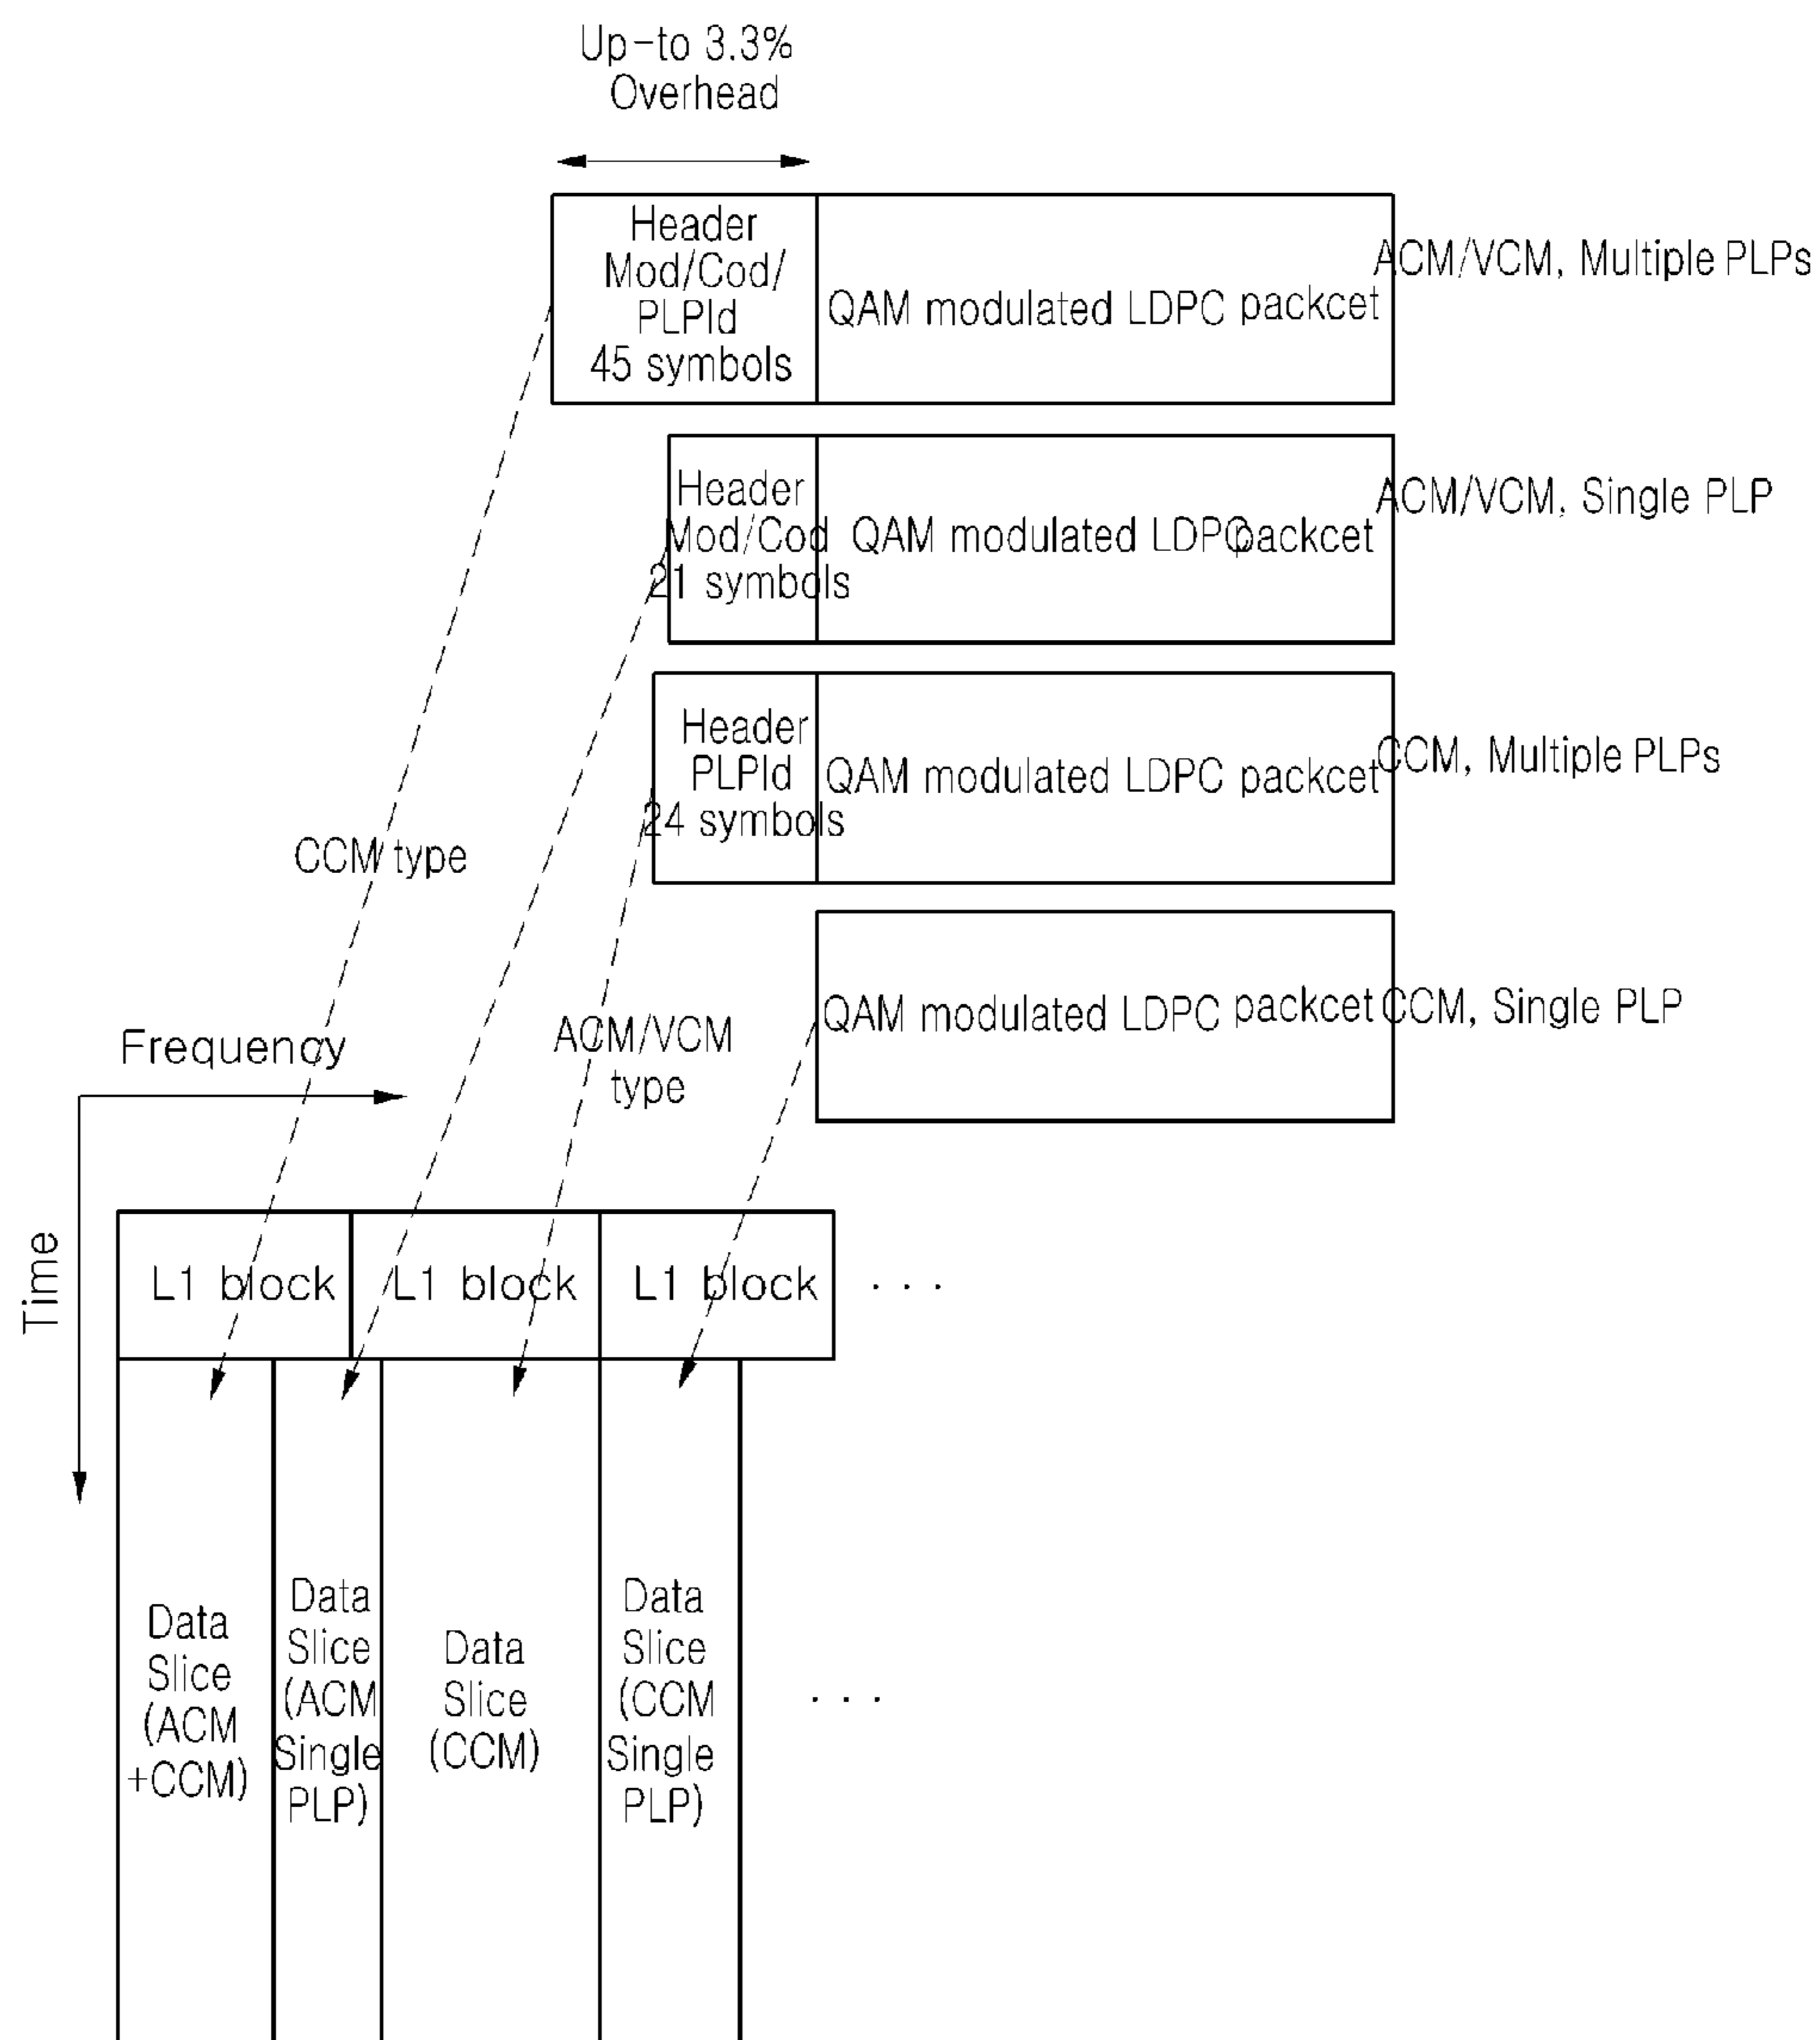 Up-to 3.3%
Overhead
Header
Mod/Cod/
PLPId
45 symbols
QAM modulated LDPC packcet
ACM/VCM, Multiple PLPs
Header
Mod/Cod
21 symbols
QAM modulated LDPC packcet
ACM/VCM, Single PLP
Header
PLPId
24 symbols
QAM modulated LDPC packcet
CCM, Multiple PLPs
CCM type
QAM modulated LDPC packcet
CCM, Single PLP
ACM/VCM
type
Frequency
Time
L1 block
L1 block
L1 block
. . .
Data
Slice
(ACM
+CCM)
Data
Slice
(ACM
Single
PLP)
Data
Slice
(CCM)
Data
Slice
(CCM
Single
PLP)
. . .